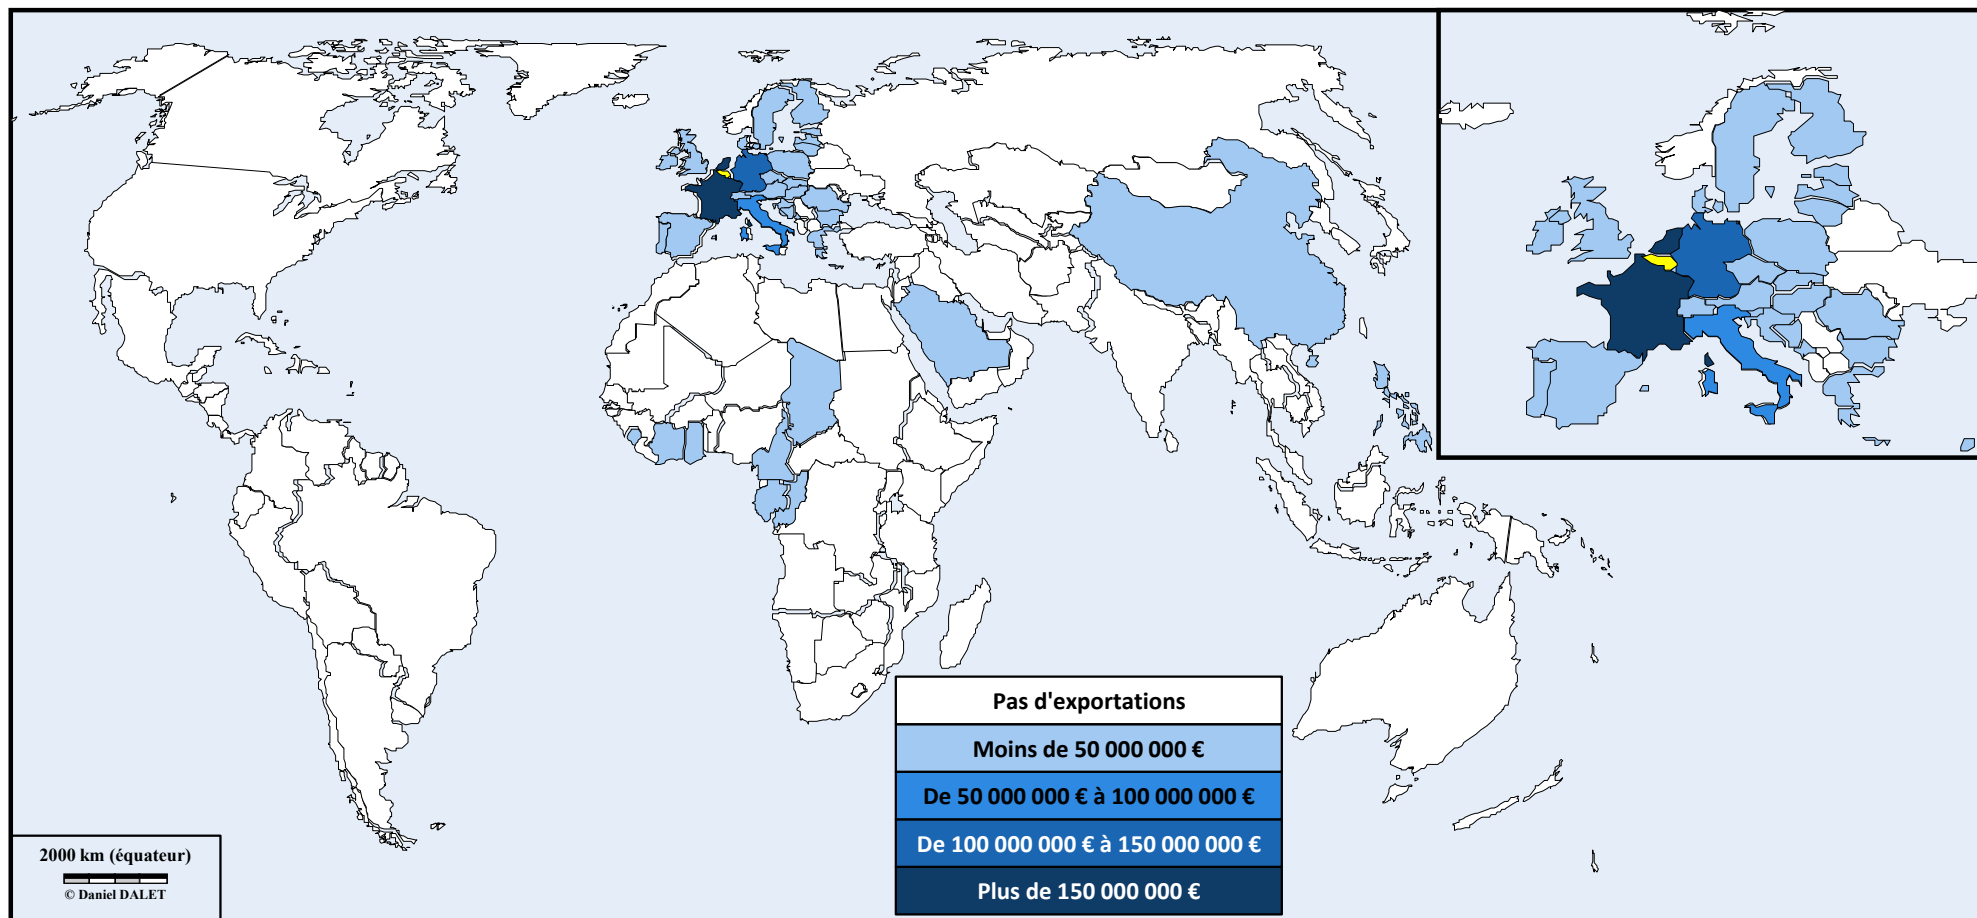 Pas d'exportations
Moins de 50 000 000 €
De 50 000 000 € à 100 000 000 €
De 100 000 000 € à 150 000 000 €
Plus de 150 000 000 €
2000 km (équateur)
© Daniel DALET